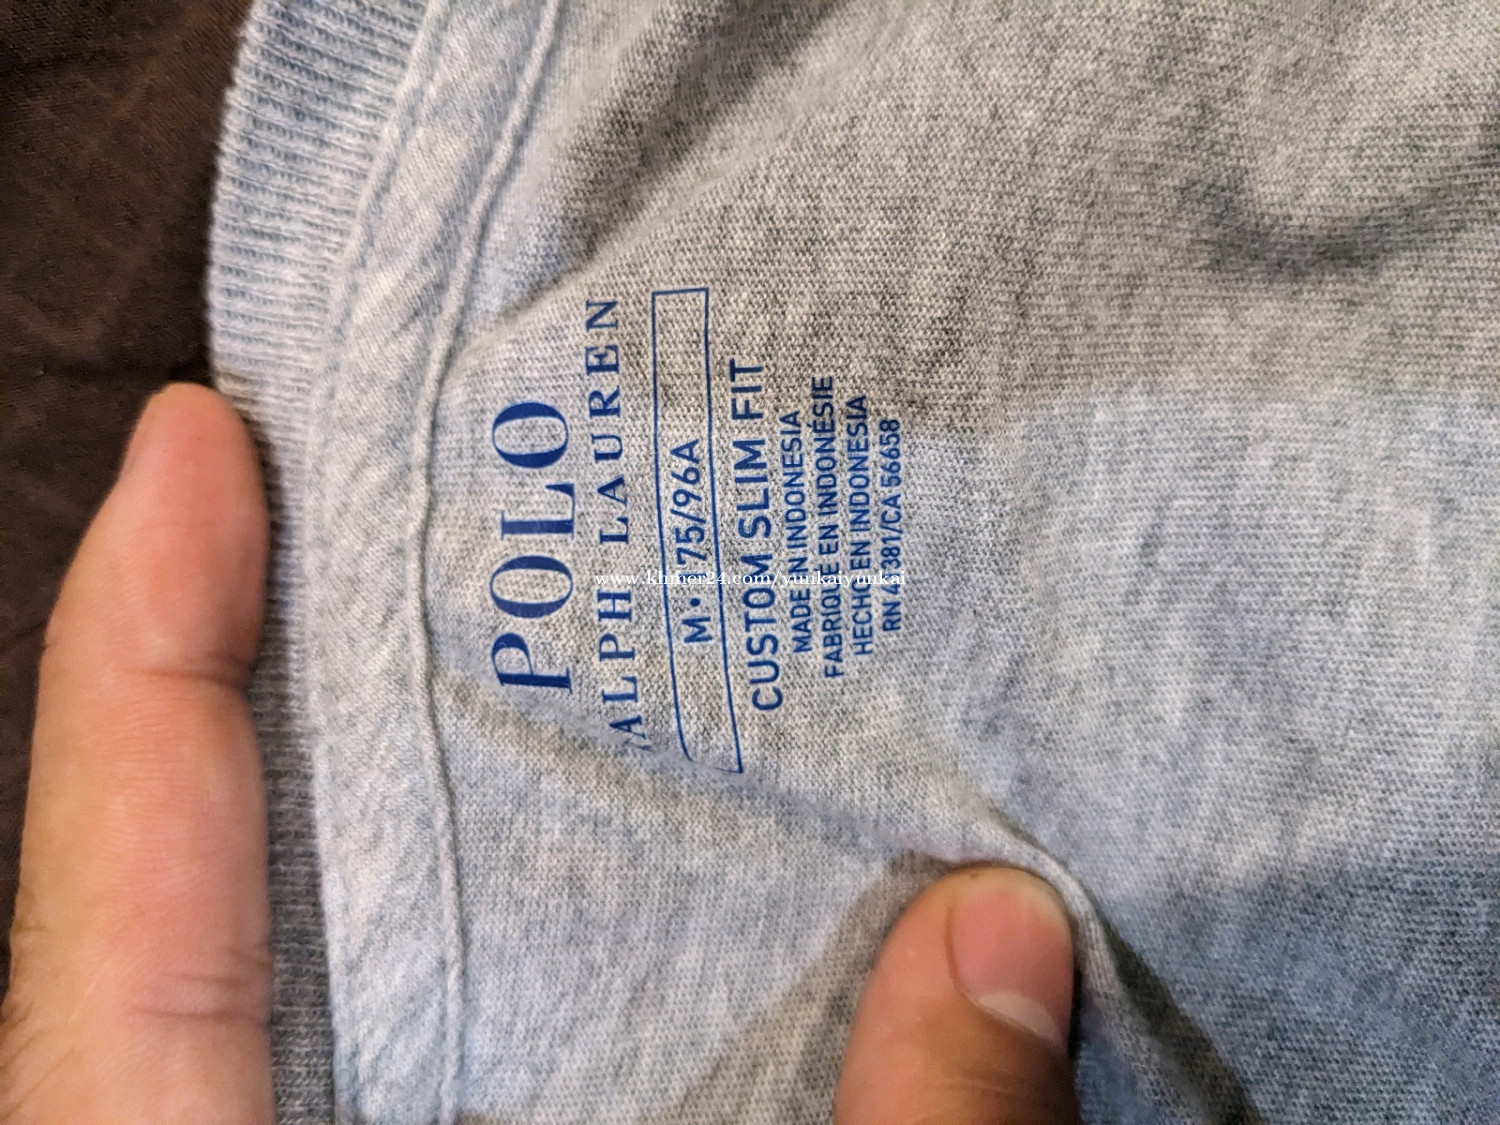 POLO
RALPH LAUREN
M • 175/96A
CUSTOM SLIM FIT
MADE IN INDONESIA
FABRIQUÉ EN INDONÉSIE
HECHO EN INDONESIA
RN 41381/CA 56658
www.khmer24.com/yunkaiyunkai